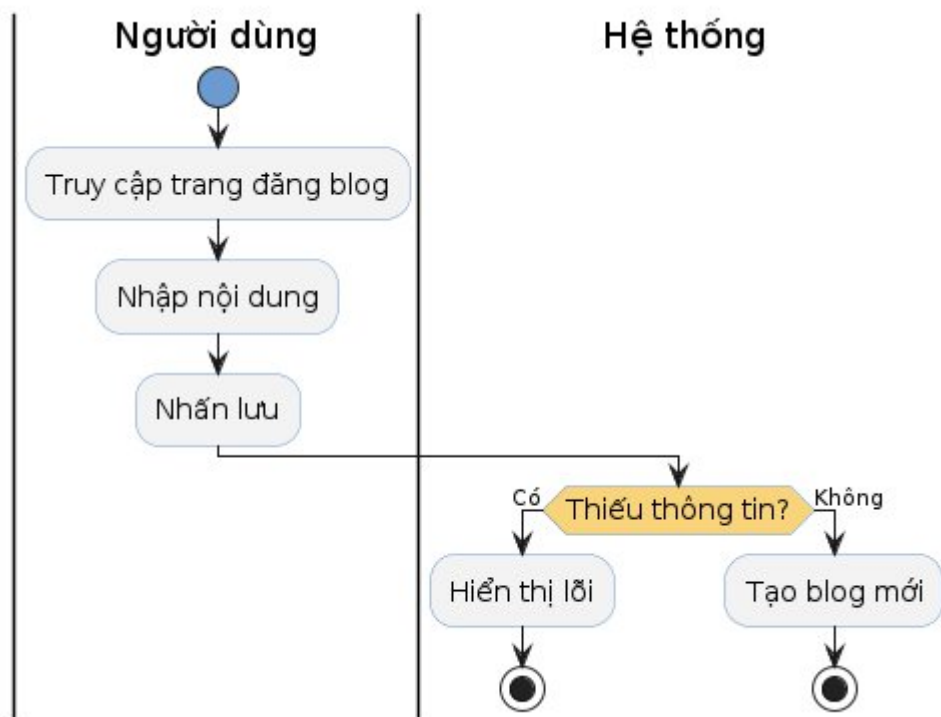 Người dùng
Hệ thống
Truy cập trang đăng blog
Nhập nội dung
Nhấn lưu
Có
Thiếu thông tin?
Không
Hiển thị lỗi
Tạo blog mới